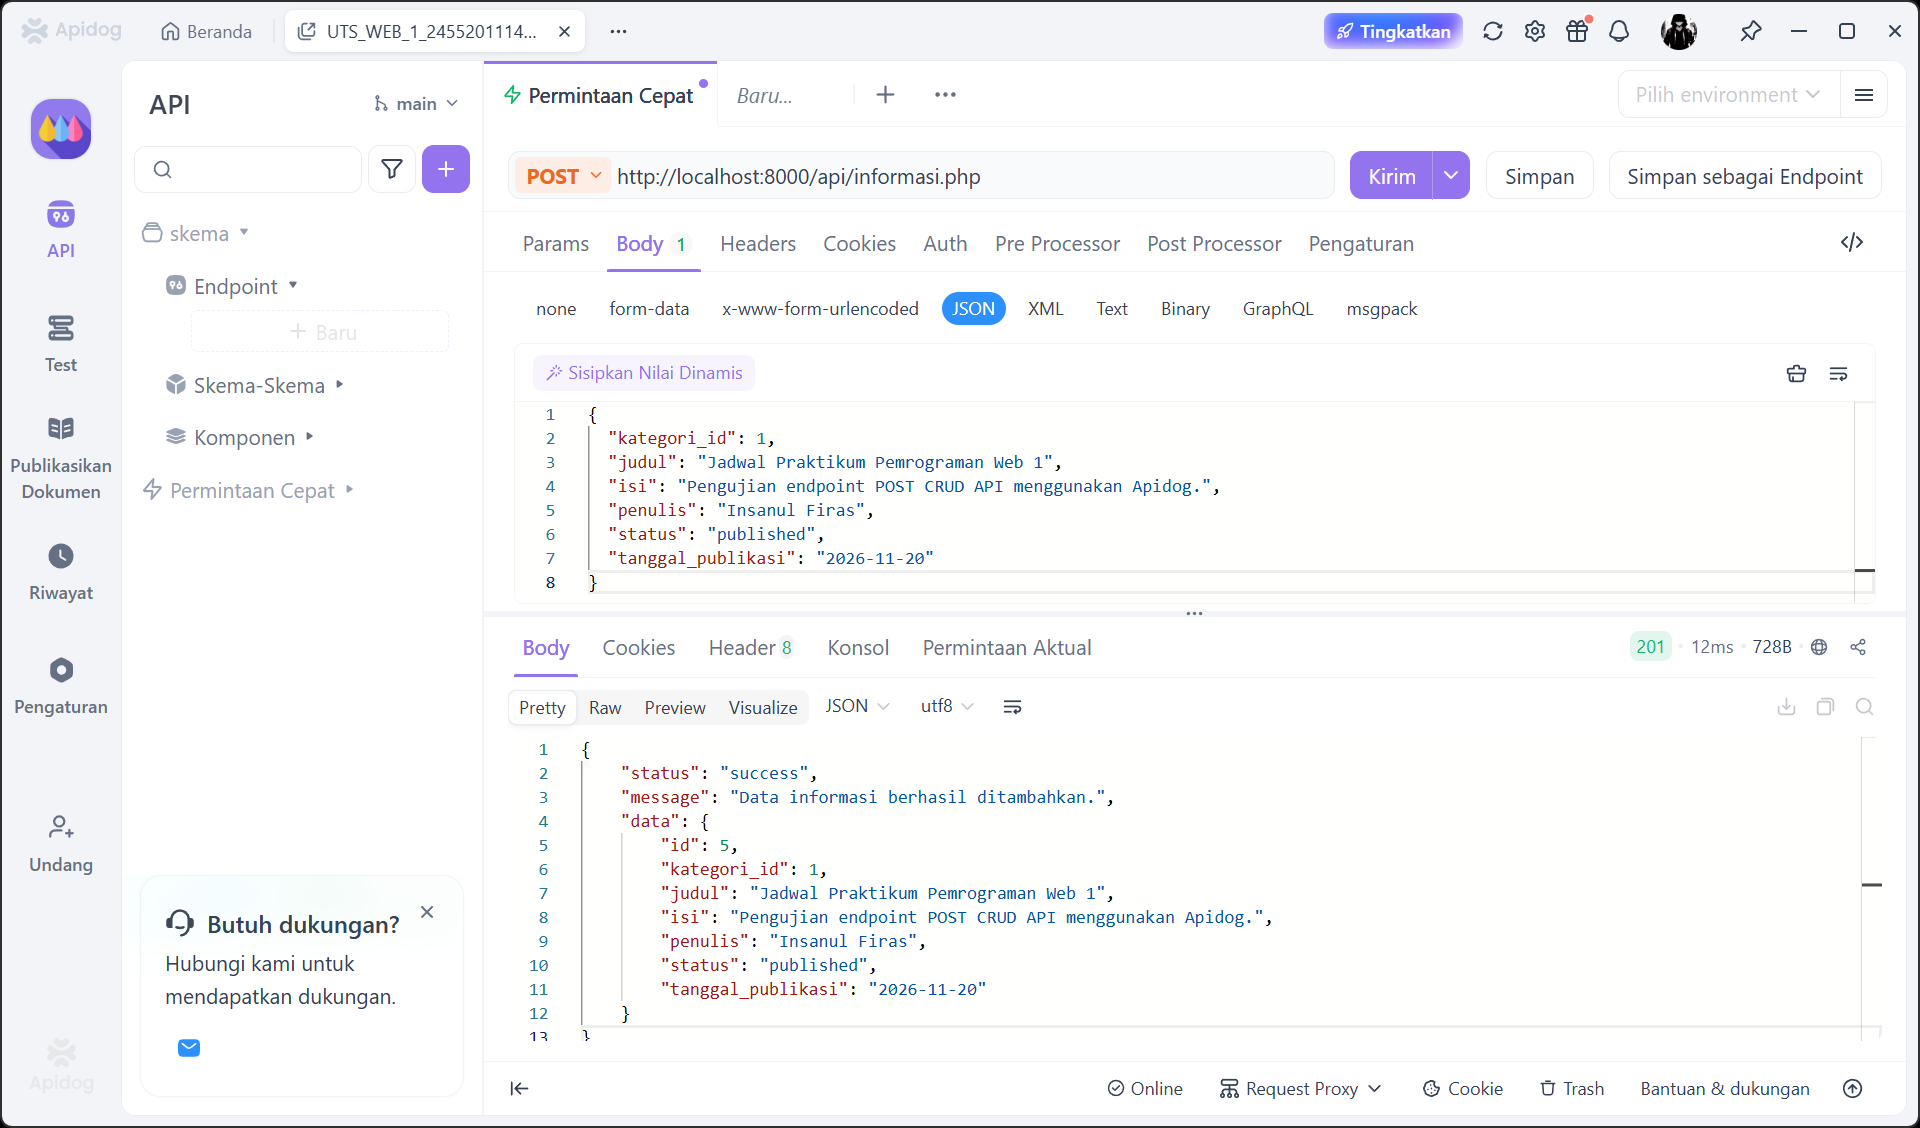 Apidog
Beranda
UTS_WEB_1_2455201114...
Tingkatkan
API
main
Permintaan Cepat
Baru...
Pilih environment
POST
http://localhost:8000/api/informasi.php
Kirim
Simpan
Simpan sebagai Endpoint
API
Test
Publikasikan
Dokumen
Riwayat
Pengaturan
Undang
Apidog
skema
Endpoint
Baru
Skema-Skema
Komponen
Permintaan Cepat
Butuh dukungan?
Hubungi kami untuk
mendapatkan dukungan.
Params
Body 1
Headers
Cookies
Auth
Pre Processor
Post Processor
Pengaturan
none
form-data
x-www-form-urlencoded
JSON
XML
Text
Binary
GraphQL
msgpack
Sisipkan Nilai Dinamis
1 {
2 "kategori_id": 1,
3 "judul": "Jadwal Praktikum Pemrograman Web 1",
4 "isi": "Pengujian endpoint POST CRUD API menggunakan Apidog.",
5 "penulis": "Insanul Firas",
6 "status": "published",
7 "tanggal_publikasi": "2026-11-20"
8 }
Body
Cookies
Header 8
Konsol
Permintaan Aktual
201
12ms
728B
Pretty
Raw
Preview
Visualize
JSON
utf8
1 {
2 "status": "success",
3 "message": "Data informasi berhasil ditambahkan.",
4 "data": {
5 "id": 5,
6 "kategori_id": 1,
7 "judul": "Jadwal Praktikum Pemrograman Web 1",
8 "isi": "Pengujian endpoint POST CRUD API menggunakan Apidog.",
9 "penulis": "Insanul Firas",
10 "status": "published",
11 "tanggal_publikasi": "2026-11-20"
12 }
13 }
Online
Request Proxy
Cookie
Trash
Bantuan & dukungan